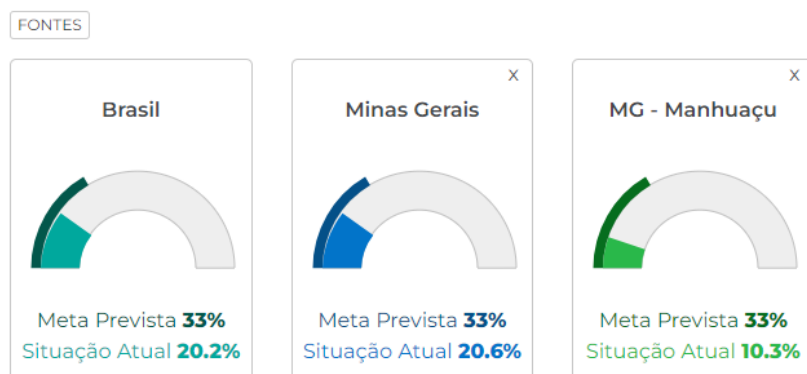 FONTES
X
X
Brasil
Minas Gerais
MG - Manhuaçu
Meta Prevista 33%
Situação Atual 20.2%
Meta Prevista 33%
Situação Atual 20.6%
Meta Prevista 33%
Situação Atual 10.3%